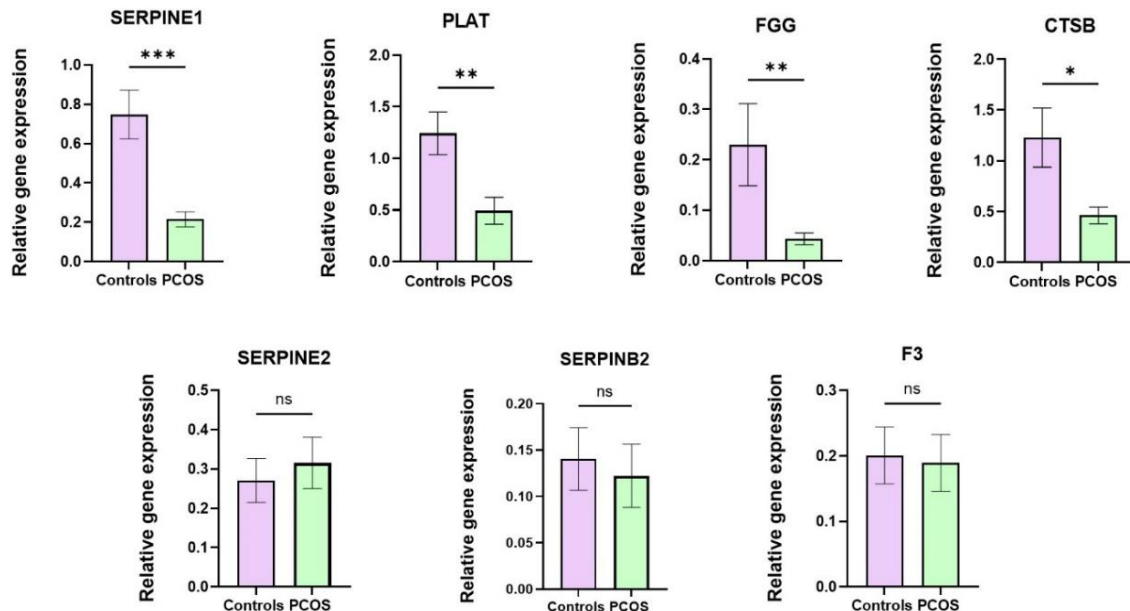 SERPINE1
PLAT
FGG
CTSB
Relative gene expression
1.0
0.8
0.6
0.4
0.2
0.0
***
Controls PCOS
Relative gene expression
2.0
1.5
1.0
0.5
0.0
**
Controls PCOS
Relative gene expression
0.4
0.3
0.2
0.1
0.0
**
Controls PCOS
Relative gene expression
2.0
1.5
1.0
0.5
0.0
*
Controls PCOS
SERPINE2
SERPINB2
F3
Relative gene expression
0.5
0.4
0.3
0.2
0.1
0.0
ns
Controls PCOS
Relative gene expression
0.20
0.15
0.10
0.05
0.00
ns
Controls PCOS
Relative gene expression
0.3
0.2
0.1
0.0
ns
Controls PCOS